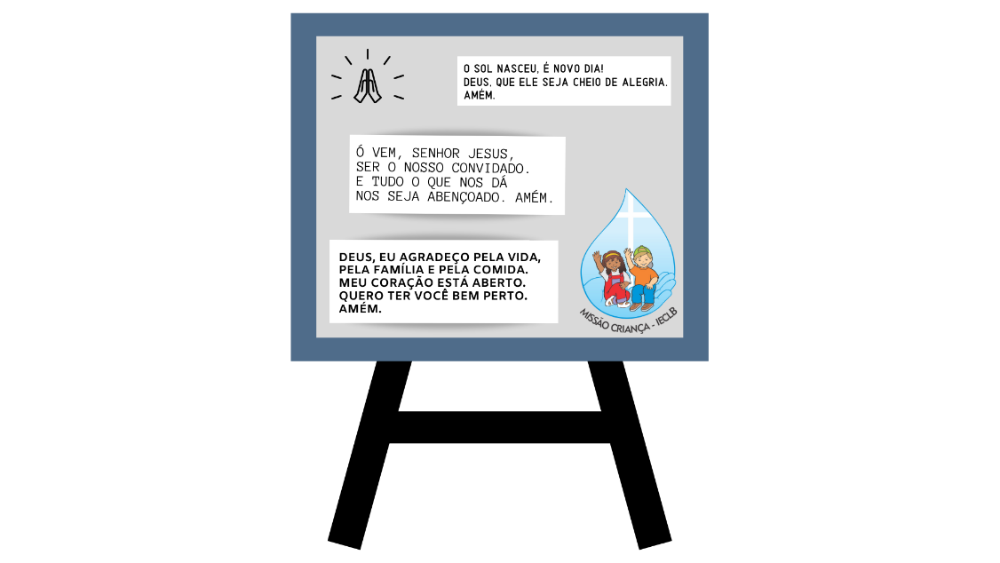 O SOL NASCEU, É NOVO DIA!
DEUS, QUE ELE SEJA CHEIO DE ALEGRIA.
AMÉM.
Ó VEM, SENHOR JESUS,
SER O NOSSO CONVIDADO.
E TUDO O QUE NOS DÁ
NOS SEJA ABENÇOADO. AMÉM.
DEUS, EU AGRADEÇO PELA VIDA,
PELA FAMÍLIA E PELA COMIDA.
MEU CORAÇÃO ESTÁ ABERTO.
QUERO TER VOCÊ BEM PERTO.
AMÉM.
MISSÃO CRIANÇA - IECLB